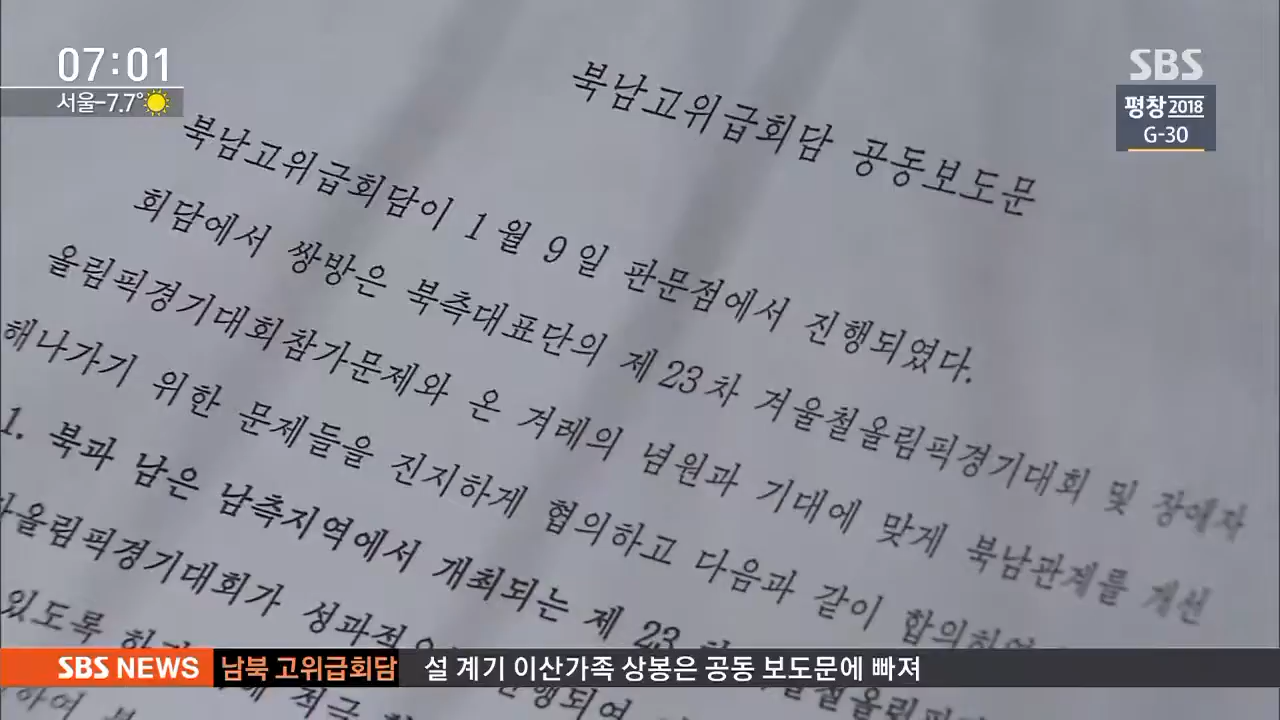 07:01
서울-7.7°
SBS
평창 2018
G-30
북남고위급회담 공동보도문
북남고위급회담이 1월 9일 판문점에서 진행되였다.
회담에서 쌍방은 북측대표단의 제23차 겨울철올림픽경기대회 및 장애자
올림픽경기대회참가문제와 온 겨레의 념원과 기대에 맞게 북남관계를 개선
해나가기 위한 문제들을 진지하게 협의하고 다음과 같이 합의하였
1. 북과 남은 남측지역에서 개최되는 제23
올림픽경기대회가 성과적
있도록
적극
SBS NEWS 남북 고위급회담 설 계기 이산가족 상봉은 공동 보도문에 빠져